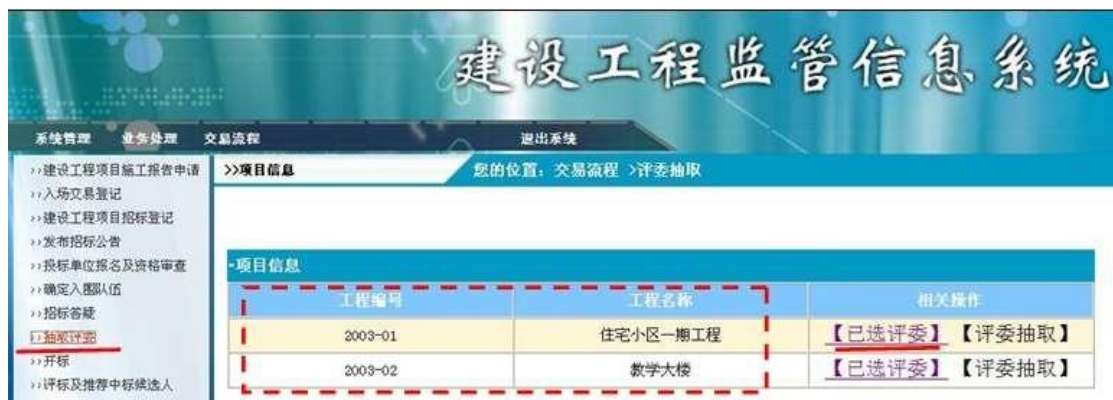 建设工程监管信息系统
系统管理 业务处理 交易流程 退出系统
››建设工程项目施工报告申请
››入场交易登记
››建设工程项目招标登记
››发布招标公告
››投标单位报名及资格审查
››确定入围队伍
››招标答疑
››抽取评委
››开标
››评标及推荐中标候选人
>>项目信息 您的位置：交易流程 >评委抽取
-项目信息
工程编号 工程名称 相关操作
2003-01 住宅小区一期工程 【已选评委】 【评委抽取】
2003-02 教学大楼 【已选评委】 【评委抽取】